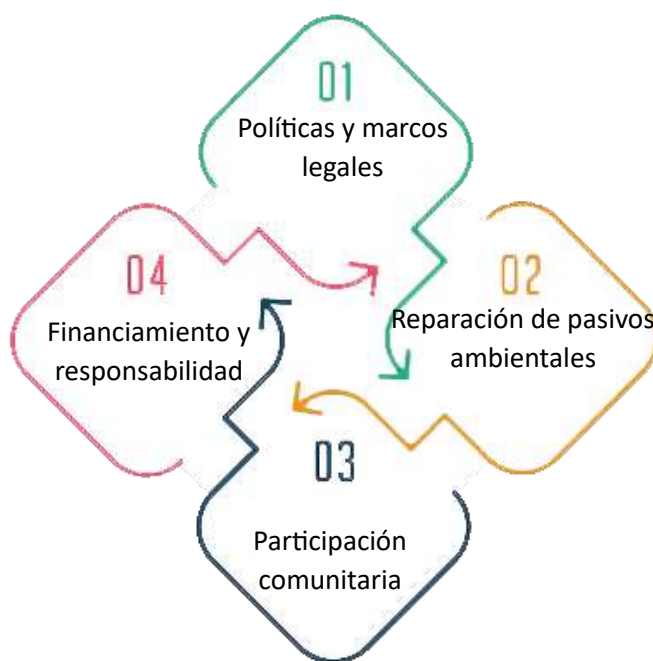 01
Políticas y marcos
legales
02
Reparación de pasivos
ambientales
03
Participación
comunitaria
04
Financiamiento y
responsabilidad